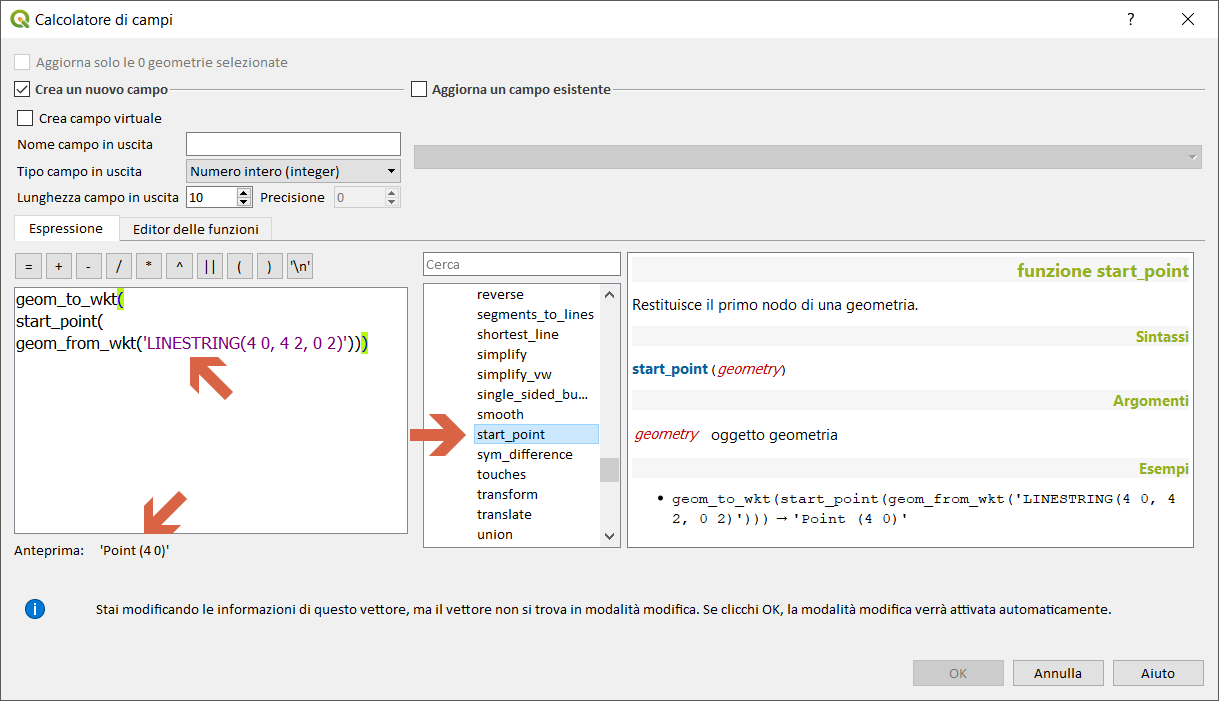 Calcolatore di campi
?
Aggiorna solo le 0 geometrie selezionate
Crea un nuovo campo
Aggiorna un campo esistente
Crea campo virtuale
Nome campo in uscita
Tipo campo in uscita Numero intero (integer)
Lunghezza campo in uscita 10 Precisione 0
Espressione Editor delle funzioni
= + - / * ^ || ( ) '\n'
geom_to_wkt(
start_point(
geom_from_wkt('LINESTRING(4 0, 4 2, 0 2)')))
Anteprima: 'Point (4 0)'
Cerca
reverse
segments_to_lines
shortest_line
simplify
simplify_vw
single_sided_bu...
smooth
start_point
sym_difference
touches
transform
translate
union
funzione start_point
Restituisce il primo nodo di una geometria.
Sintassi
start_point (geometry)
Argomenti
geometry oggetto geometria
Esempi
• geom_to_wkt(start_point(geom_from_wkt('LINESTRING(4 0, 4
2, 0 2)'))) → 'Point (4 0)'
i
Stai modificando le informazioni di questo vettore, ma il vettore non si trova in modalità modifica. Se clicchi OK, la modalità modifica verrà attivata automaticamente.
OK Annulla Aiuto